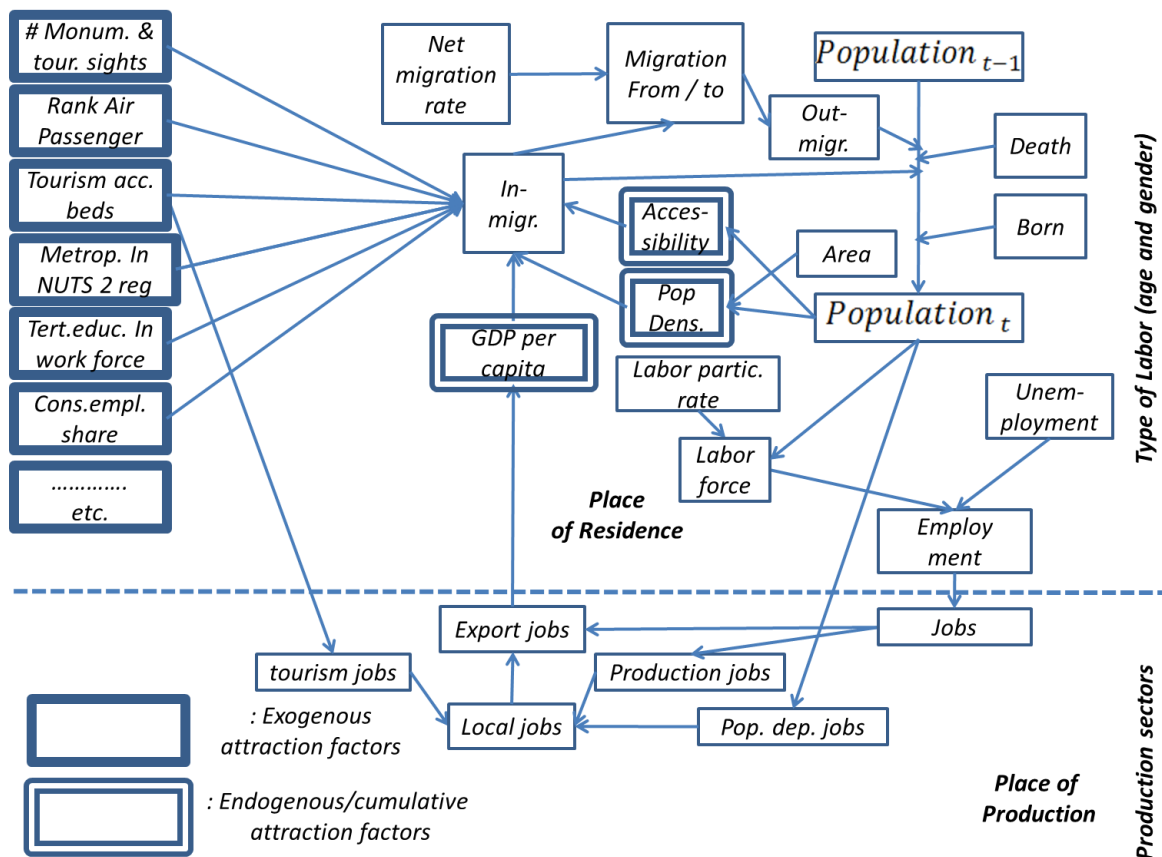 # Monum. &
tour. sights
Rank Air
Passenger
Tourism acc.
beds
Metrop. In
NUTS 2 reg
Tert.educ. In
work force
Cons.empl.
share
………….
etc.
Net
migration
rate
Migration
From / to
Population t−1
Out-
migr.
Death
In-
migr.
Acces-
sibility
Area
Born
Pop
Dens.
Population t
GDP per
capita
Labor partic.
rate
Unem-
ployment
Labor
force
Place
of Residence
Employ
ment
Type of Labor (age and gender)
Export jobs
Jobs
tourism jobs
Production jobs
Local jobs
Pop. dep. jobs
: Exogenous
attraction factors
: Endogenous/cumulative
attraction factors
Place of
Production
Production sectors